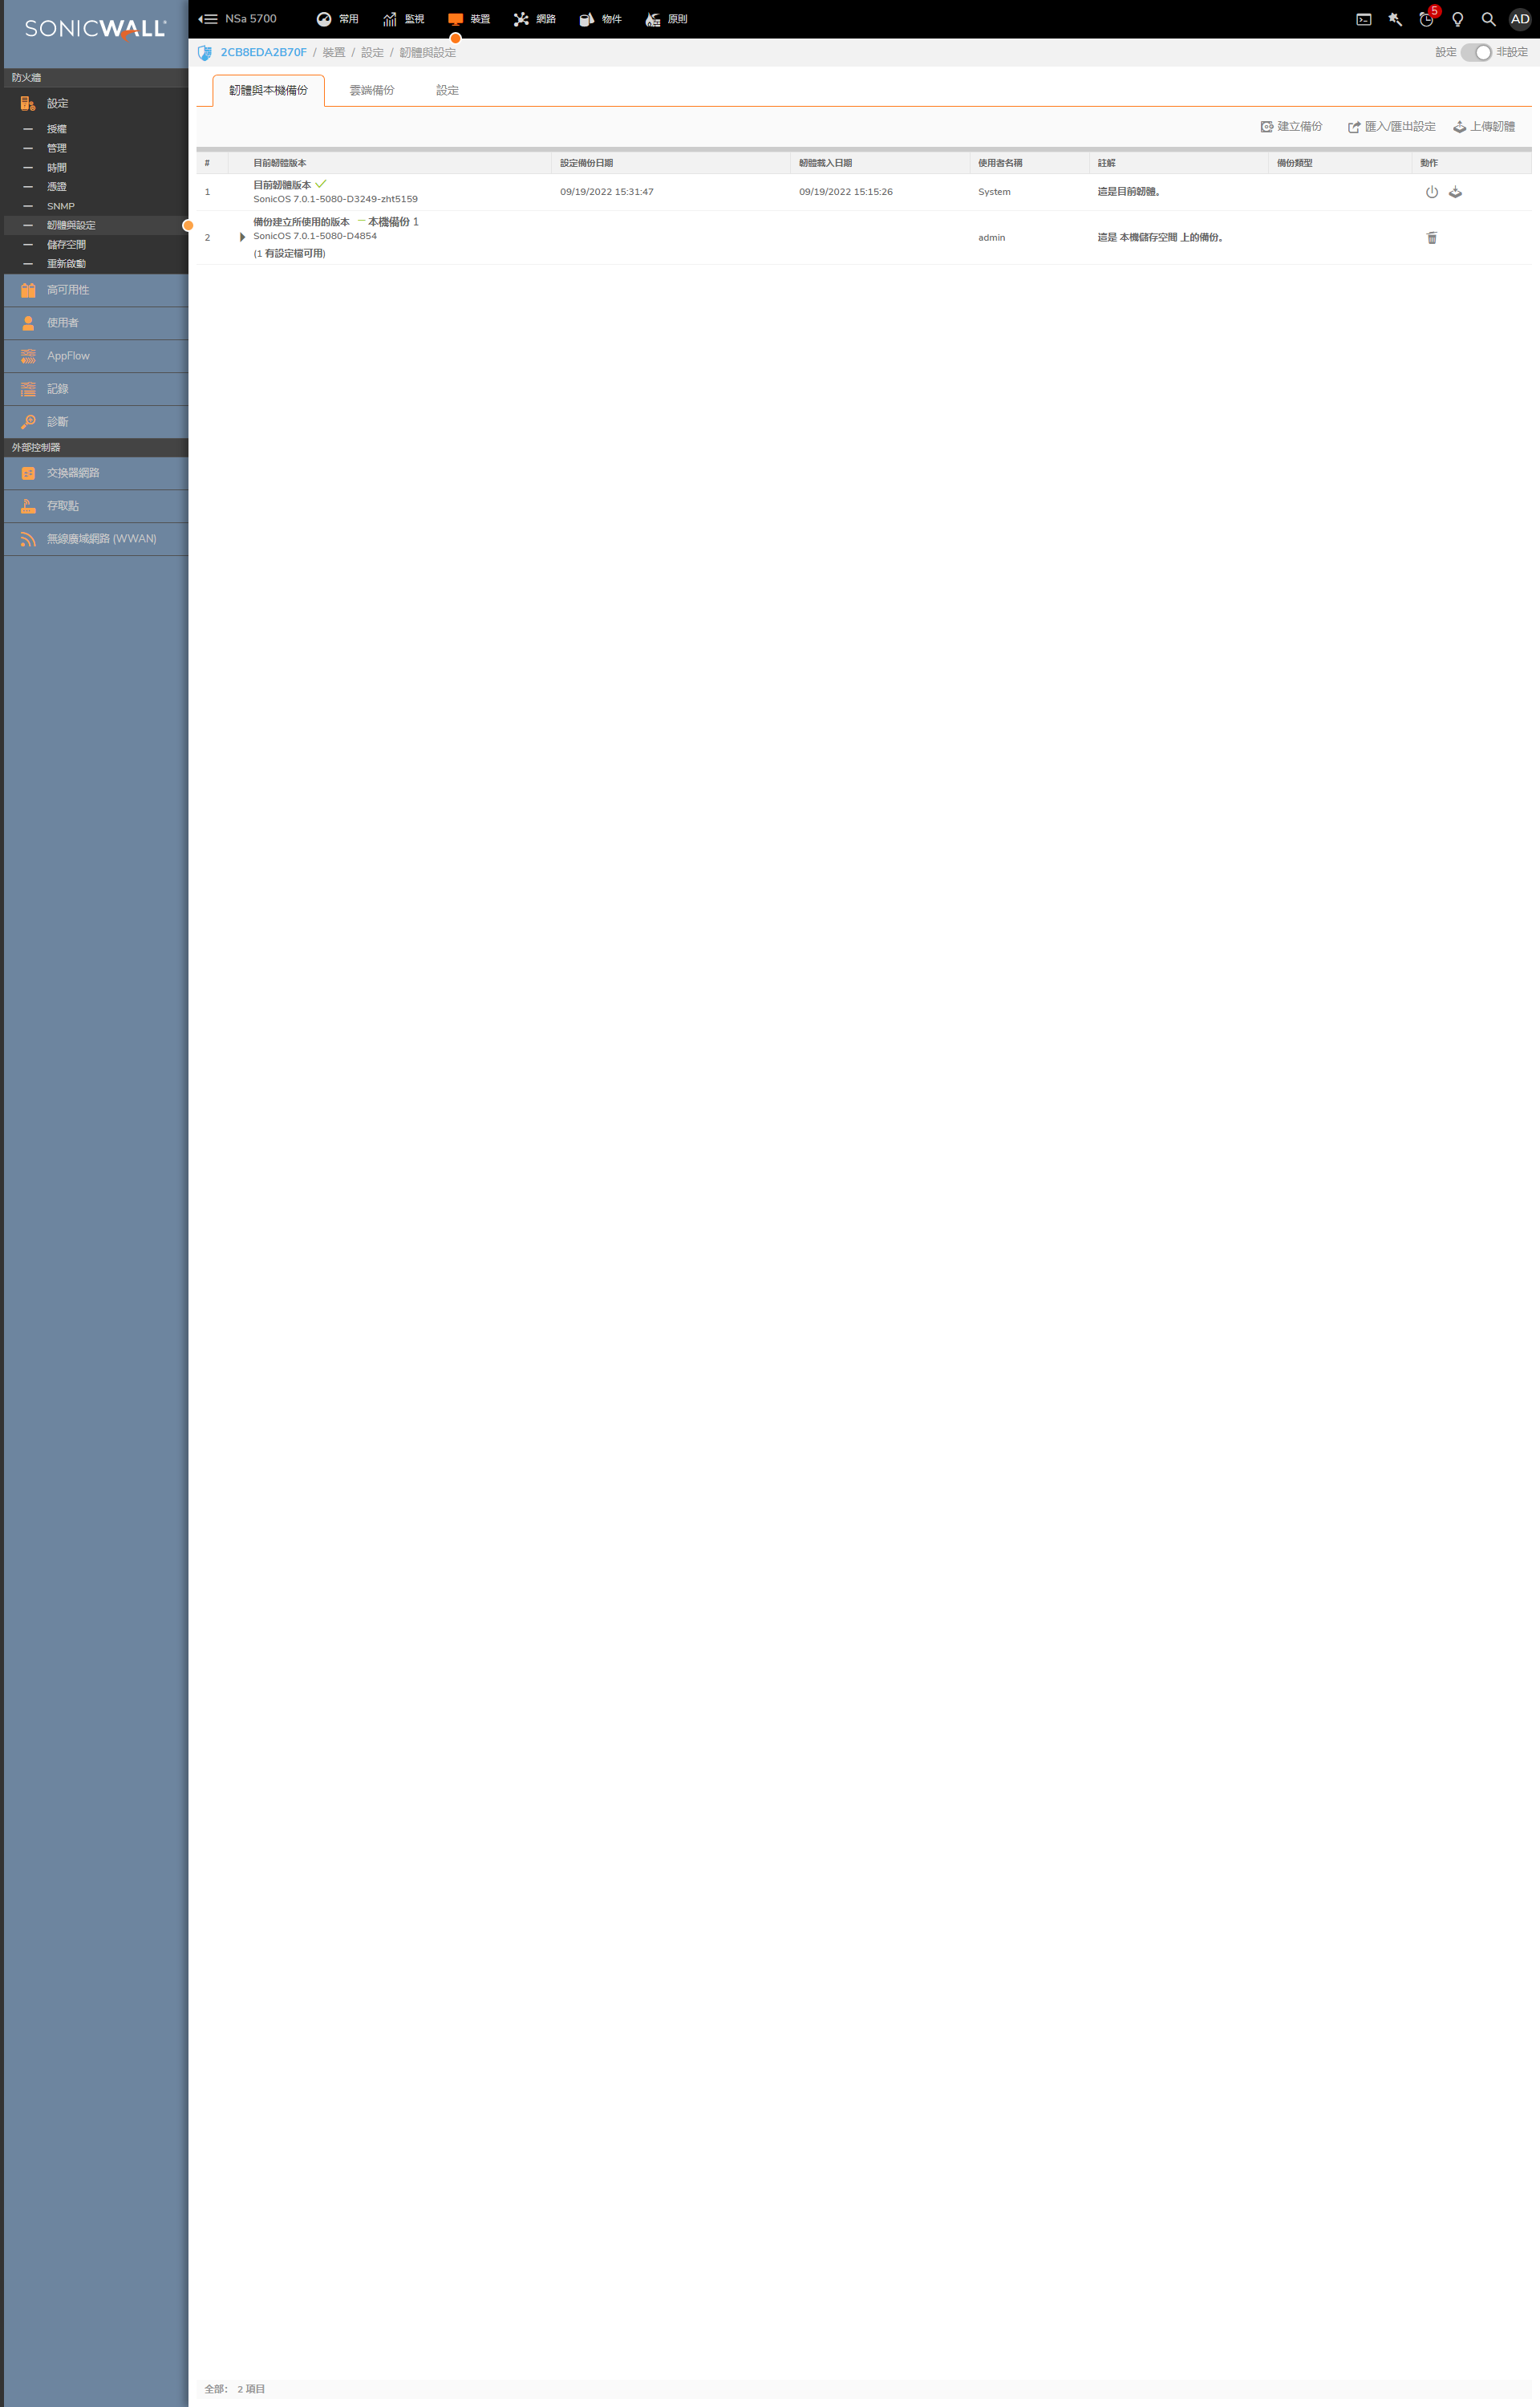 SONICWALL
NSa 5700
常用
監視
裝置
網路
物件
原則
5
AD
2CB8EDA2B70F / 裝置 / 設定 / 韌體與設定
設定 非設定
防火牆
設定
授權
管理
時間
憑證
SNMP
韌體與設定
儲存空間
重新啟動
高可用性
使用者
AppFlow
記錄
診斷
外部控制器
交換器網路
存取點
無線廣域網路 (WWAN)
韌體與本機備份 雲端備份 設定
建立備份 匯入/匯出設定 上傳韌體
# 目前韌體版本 設定備份日期 韌體載入日期 使用者名稱 註解 備份類型 動作
目前韌體版本
1 SonicOS 7.0.1-5080-D3249-zht5159 09/19/2022 15:31:47 09/19/2022 15:15:26 System 這是目前韌體。
備份建立所使用的版本 本機備份 1
2 SonicOS 7.0.1-5080-D4854 admin 這是 本機儲存空間 上的備份。
(1 有設定檔可用)
全部: 2 項目